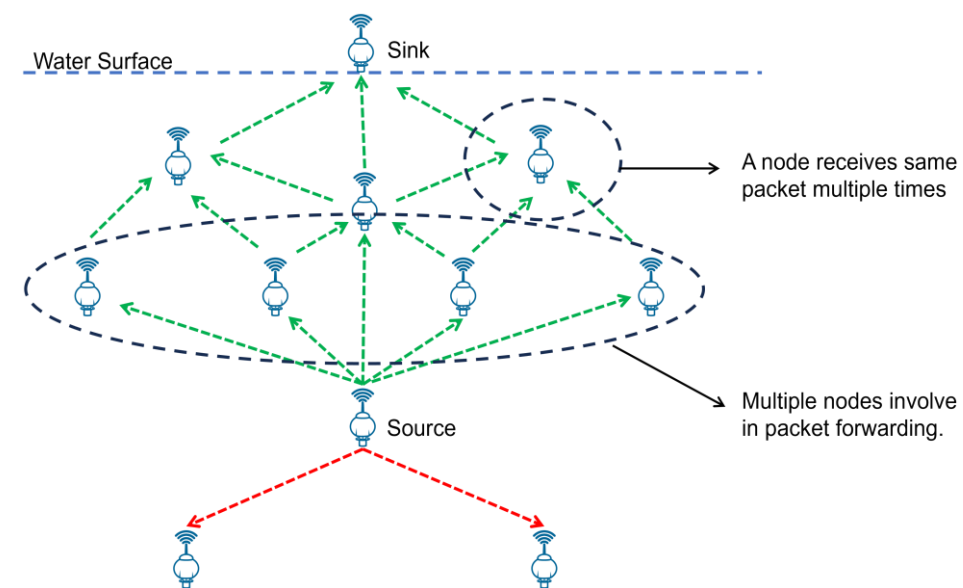 Sink
Water Surface
A node receives same
packet multiple times
Multiple nodes involve
in packet forwarding.
Source